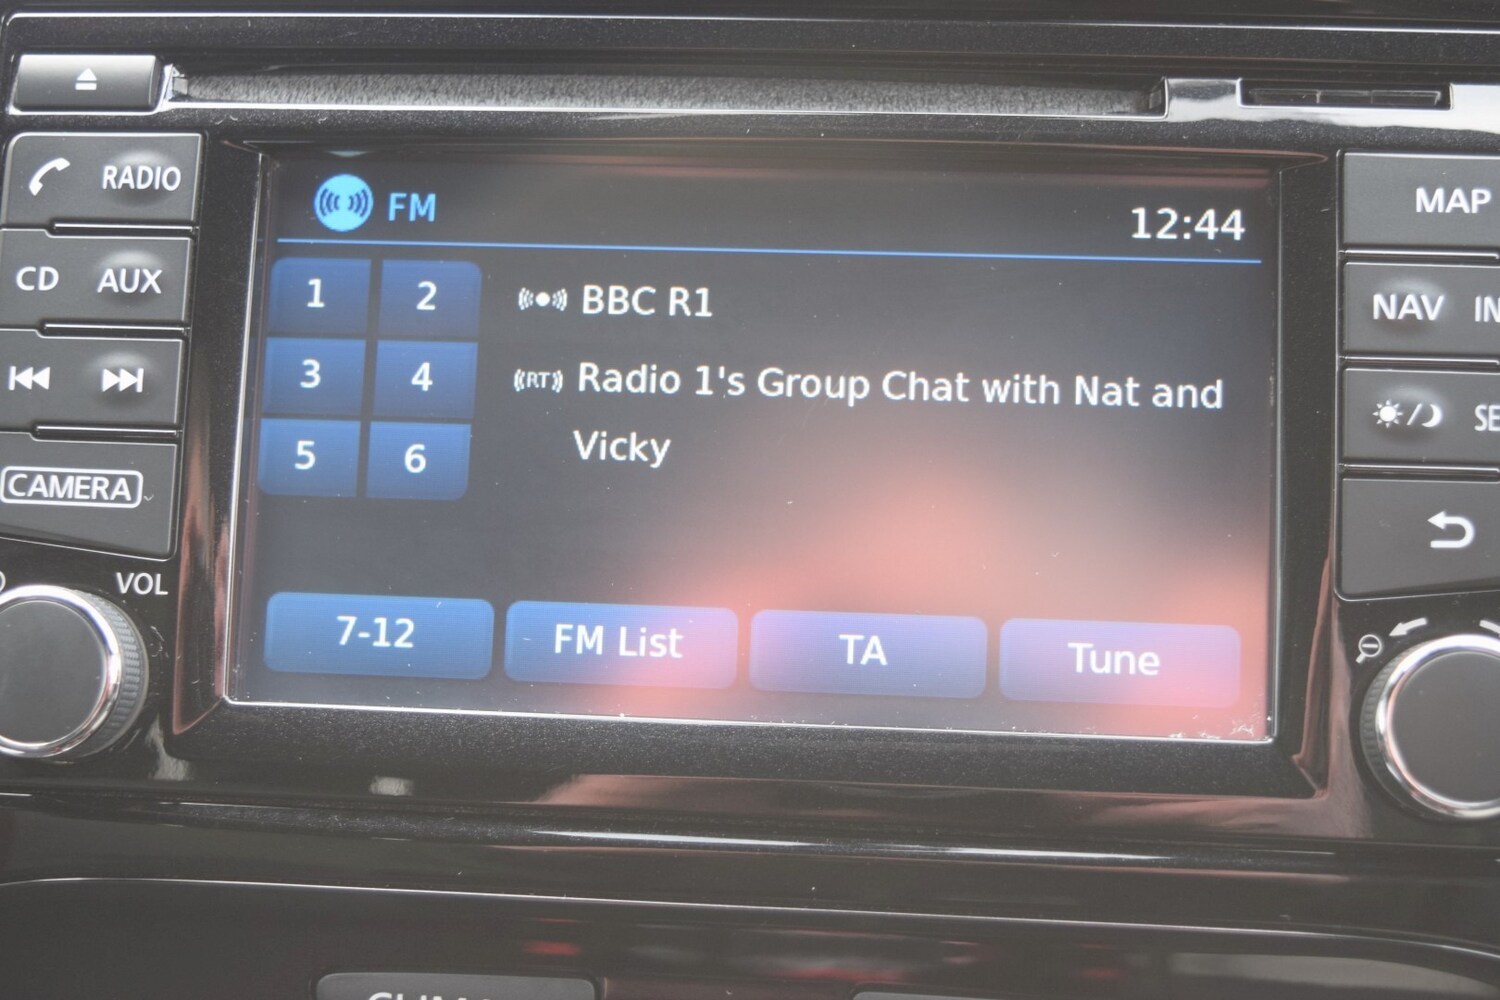 RADIO
CD AUX
CAMERA
VOL
FM
12:44
1 2
3 4
5 6
BBC R1
RT Radio 1's Group Chat with Nat and
Vicky
7-12 FM List TA Tune
MAP
NAV